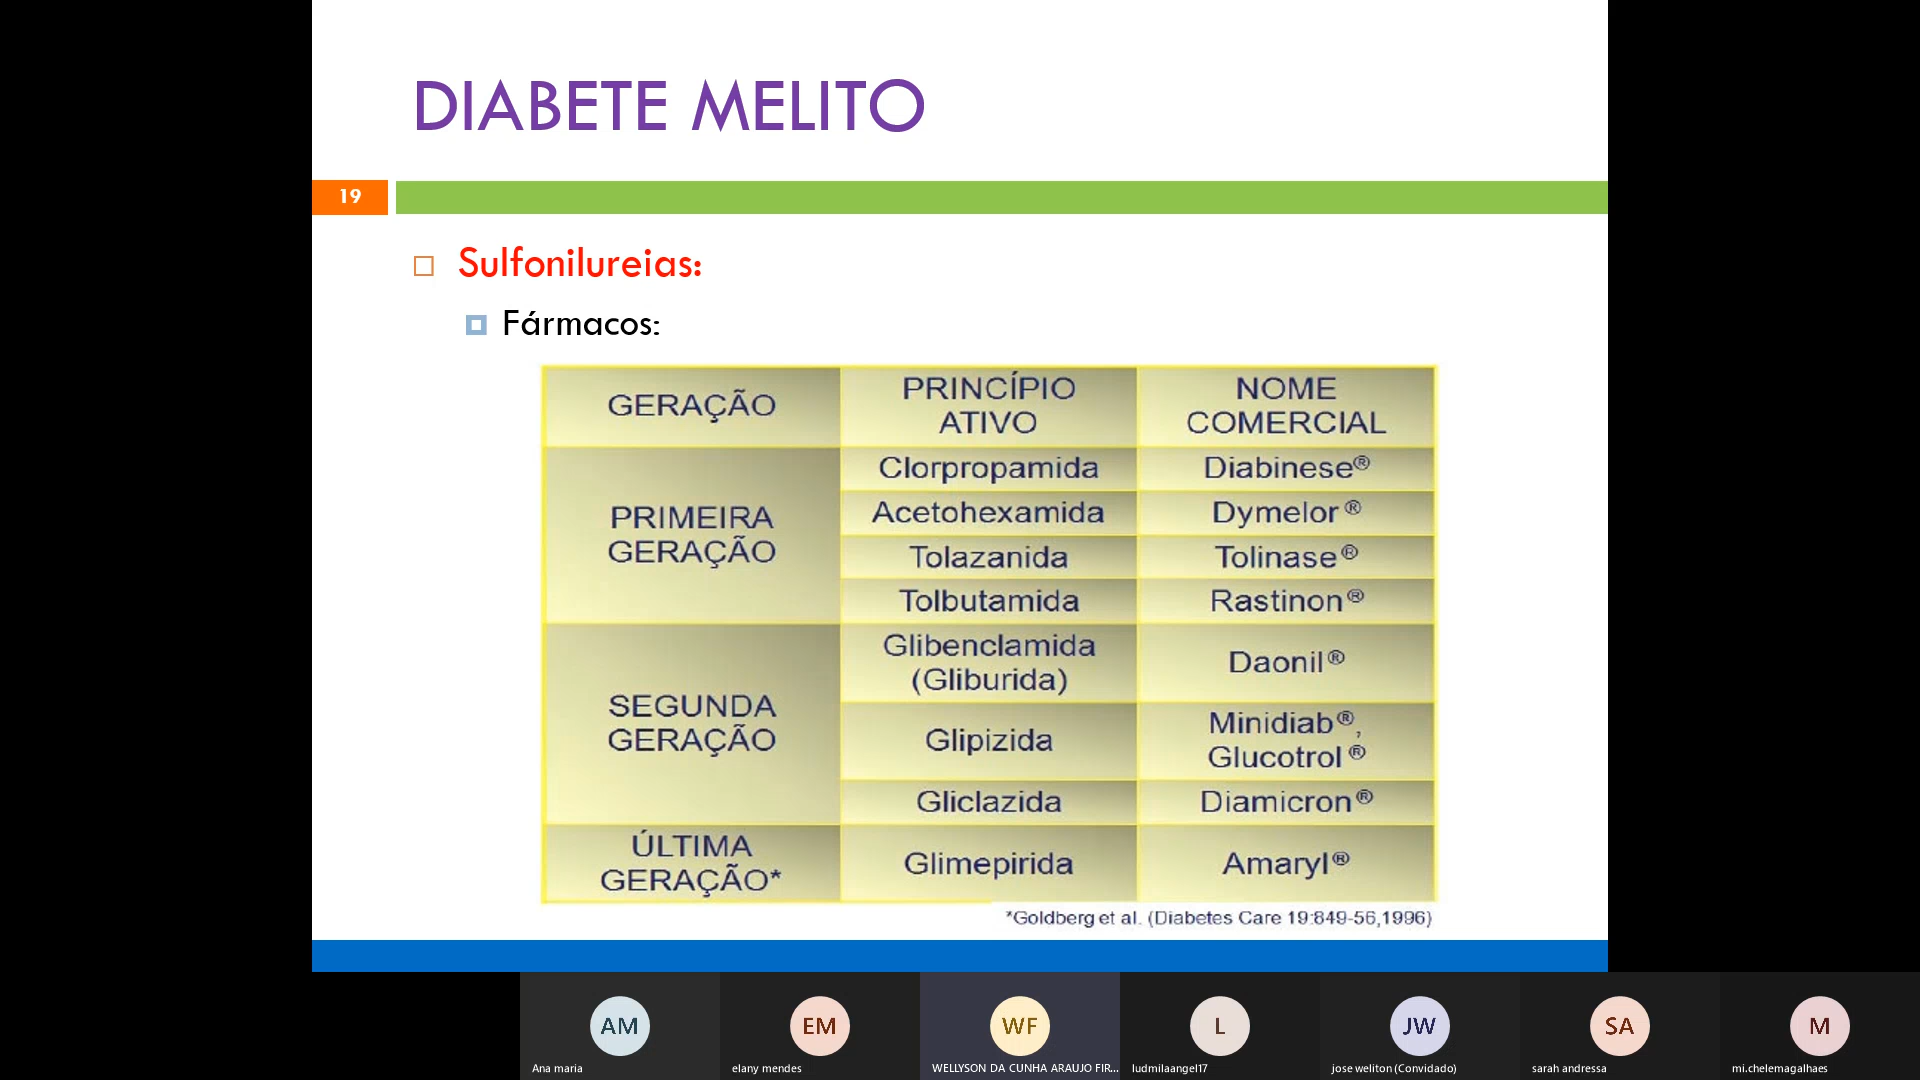 DIABETE MELITO
19
Sulfonilureias:
Fármacos:
GERAÇÃO
PRINCÍPIO
ATIVO
NOME
COMERCIAL
PRIMEIRA
GERAÇÃO
Clorpropamida
Diabinese®
Acetohexamida
Dymelor®
Tolazanida
Tolinase®
Tolbutamida
Rastinon®
SEGUNDA
GERAÇÃO
Glibenclamida
(Gliburida)
Daonil®
Glipizida
Minidiab®,
Glucotrol®
Gliclazida
Diamicron®
ÚLTIMA
GERAÇÃO*
Glimepirida
Amaryl®
*Goldberg et al. (Diabetes Care 19:849-56,1996)
AM
EM
WF
L
JW
SA
M
Ana maria
elany mendes
WELLYSON DA CUNHA ARAUJO FIR...
ludmilaangel17
jose weliton (Convidado)
sarah andressa
mi.chelemagalhaes